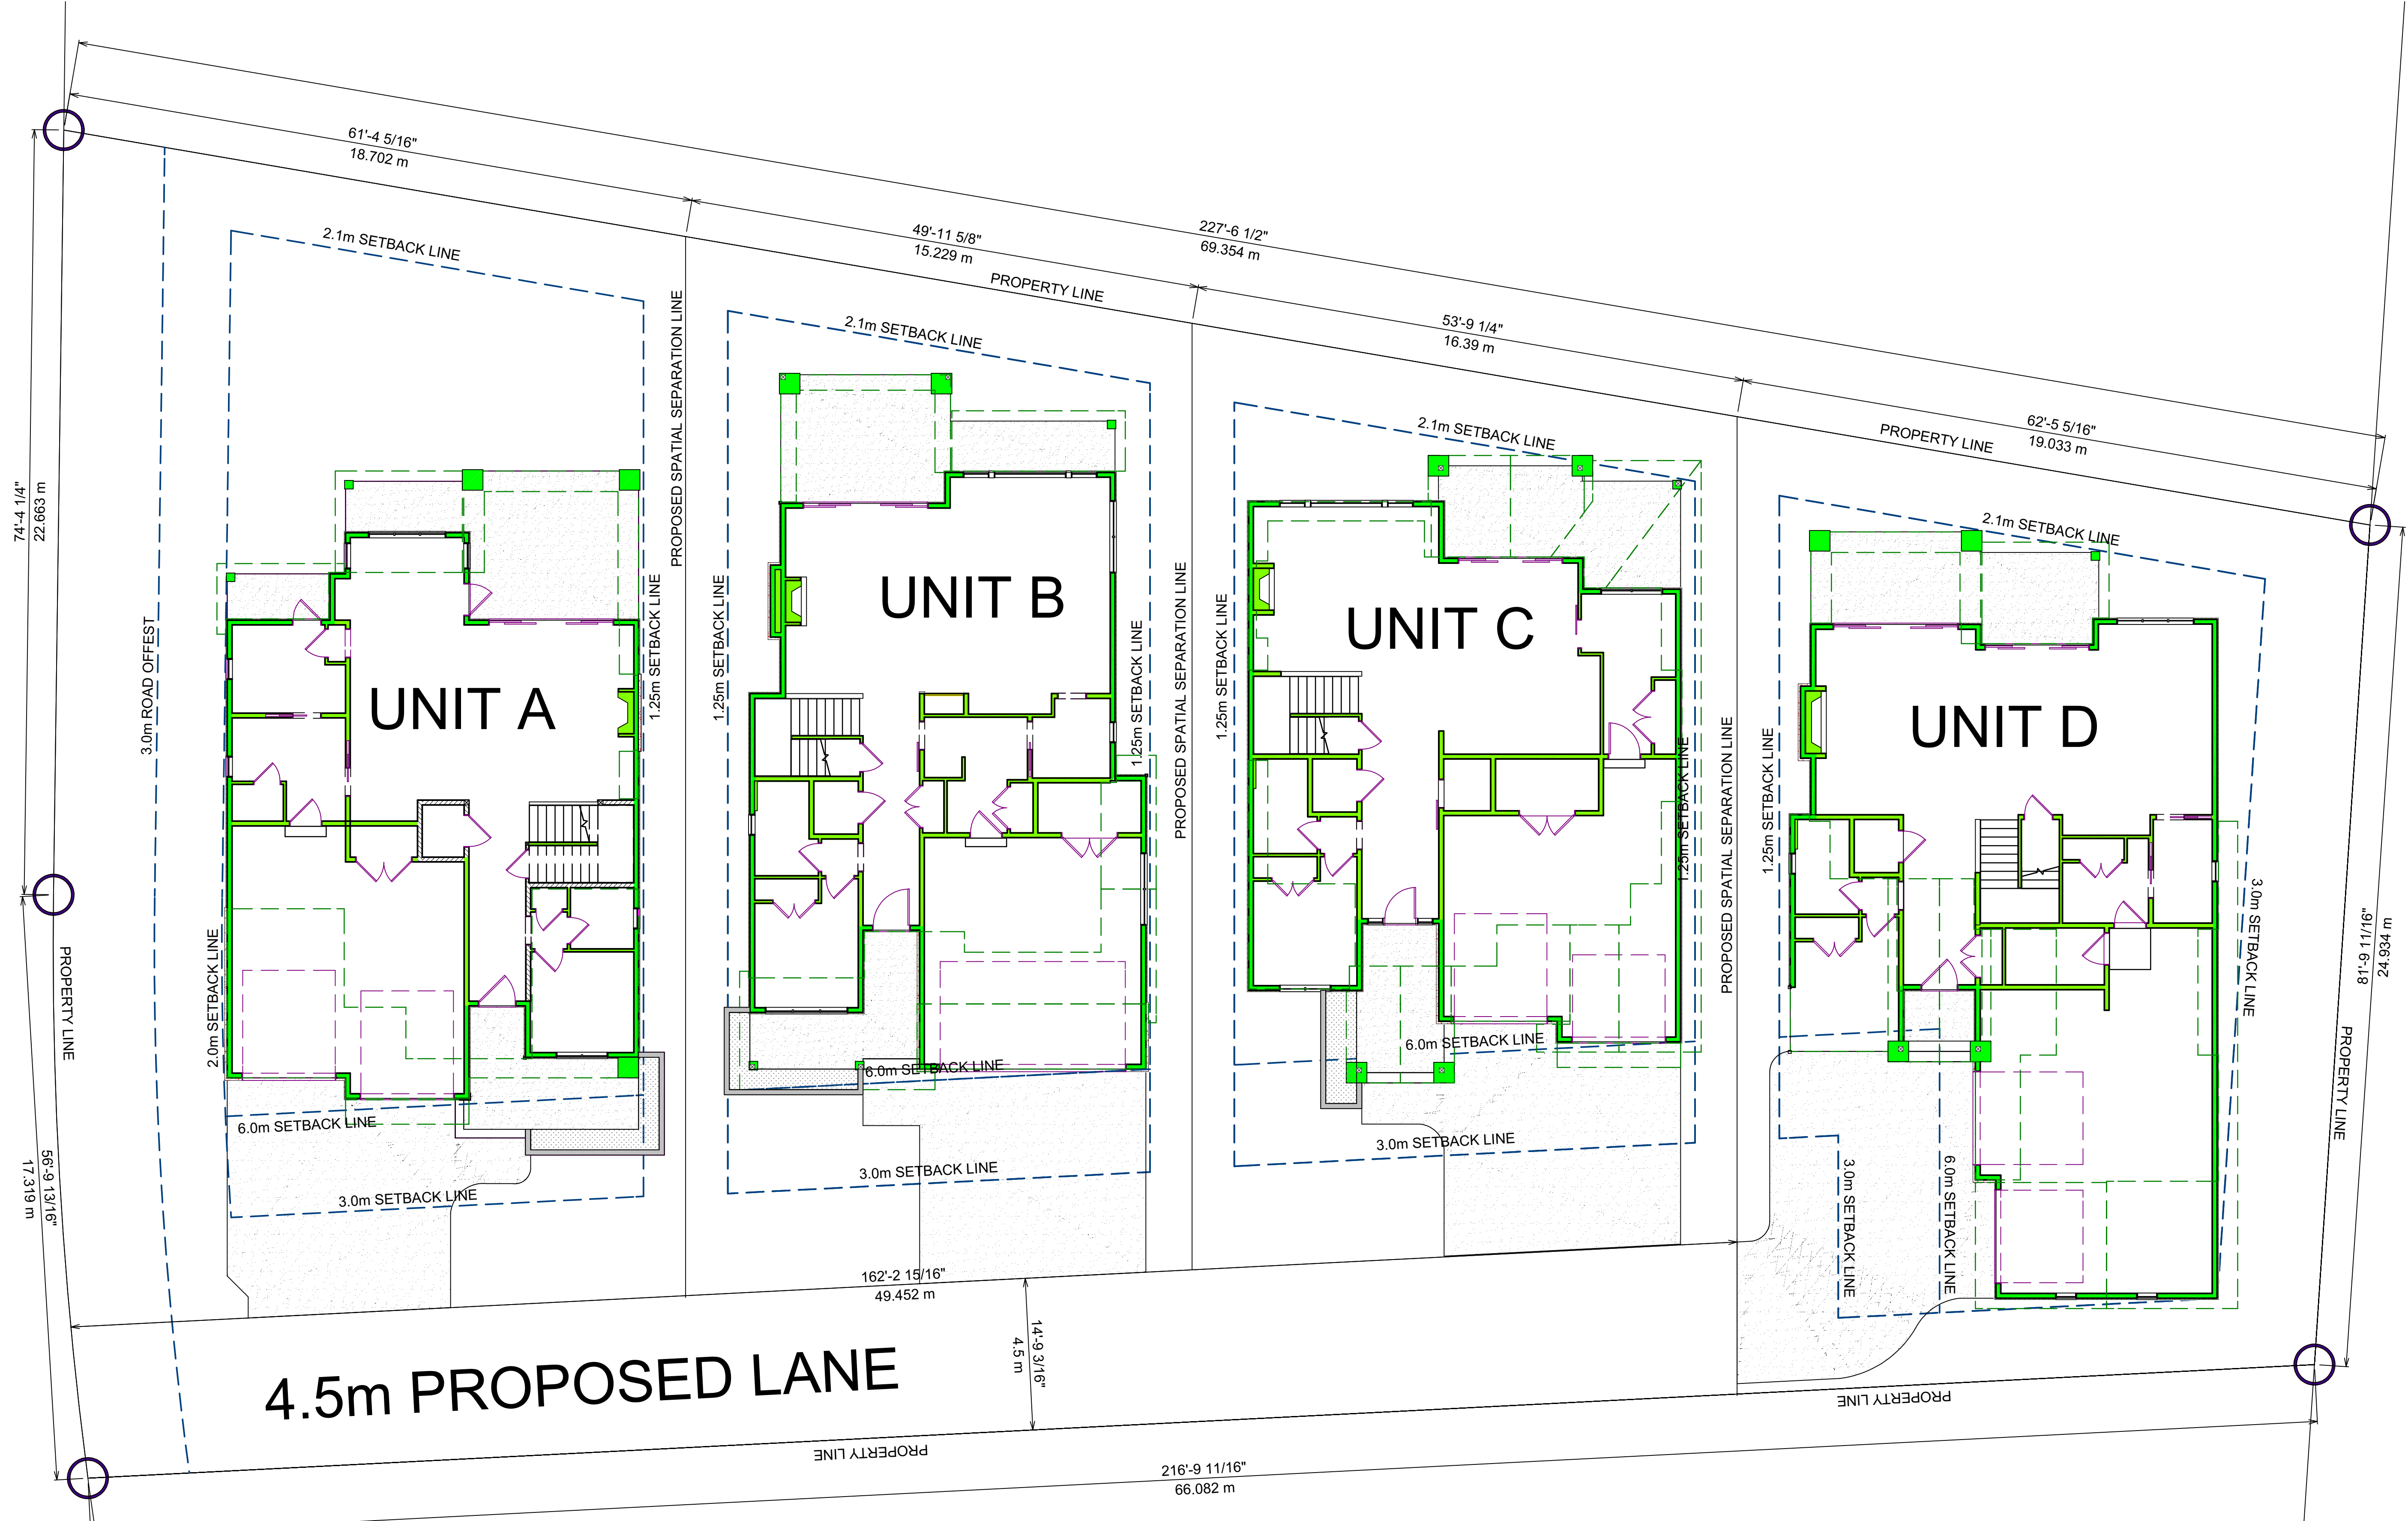 61'-4 5/16"
18.702 m
49'-11 5/8"
15.229 m
227'-6 1/2"
69.354 m
53'-9 1/4"
16.39 m
62'-5 5/16"
19.033 m
PROPERTY LINE
PROPERTY LINE
74'-4 1/4"
22.663 m
3.0m ROAD OFFEST
2.1m SETBACK LINE
PROPOSED SPATIAL SEPARATION LINE
1.25m SETBACK LINE
UNIT A
2.0m SETBACK LINE
6.0m SETBACK LINE
3.0m SETBACK LINE
2.1m SETBACK LINE
1.25m SETBACK LINE
UNIT B
1.25m SETBACK LINE
PROPOSED SPATIAL SEPARATION LINE
6.0m SETBACK LINE
3.0m SETBACK LINE
2.1m SETBACK LINE
1.25m SETBACK LINE
UNIT C
1.25m SETBACK LINE
PROPOSED SPATIAL SEPARATION LINE
6.0m SETBACK LINE
3.0m SETBACK LINE
2.1m SETBACK LINE
1.25m SETBACK LINE
UNIT D
3.0m SETBACK LINE
3.0m SETBACK LINE
6.0m SETBACK LINE
81'-9 11/16"
24.934 m
PROPERTY LINE
PROPERTY LINE
56'-9 13/16"
17.319 m
162'-2 15/16"
49.452 m
14'-9 3/16"
4.5 m
4.5m PROPOSED LANE
PROPERTY LINE
PROPERTY LINE
216'-9 11/16"
66.082 m